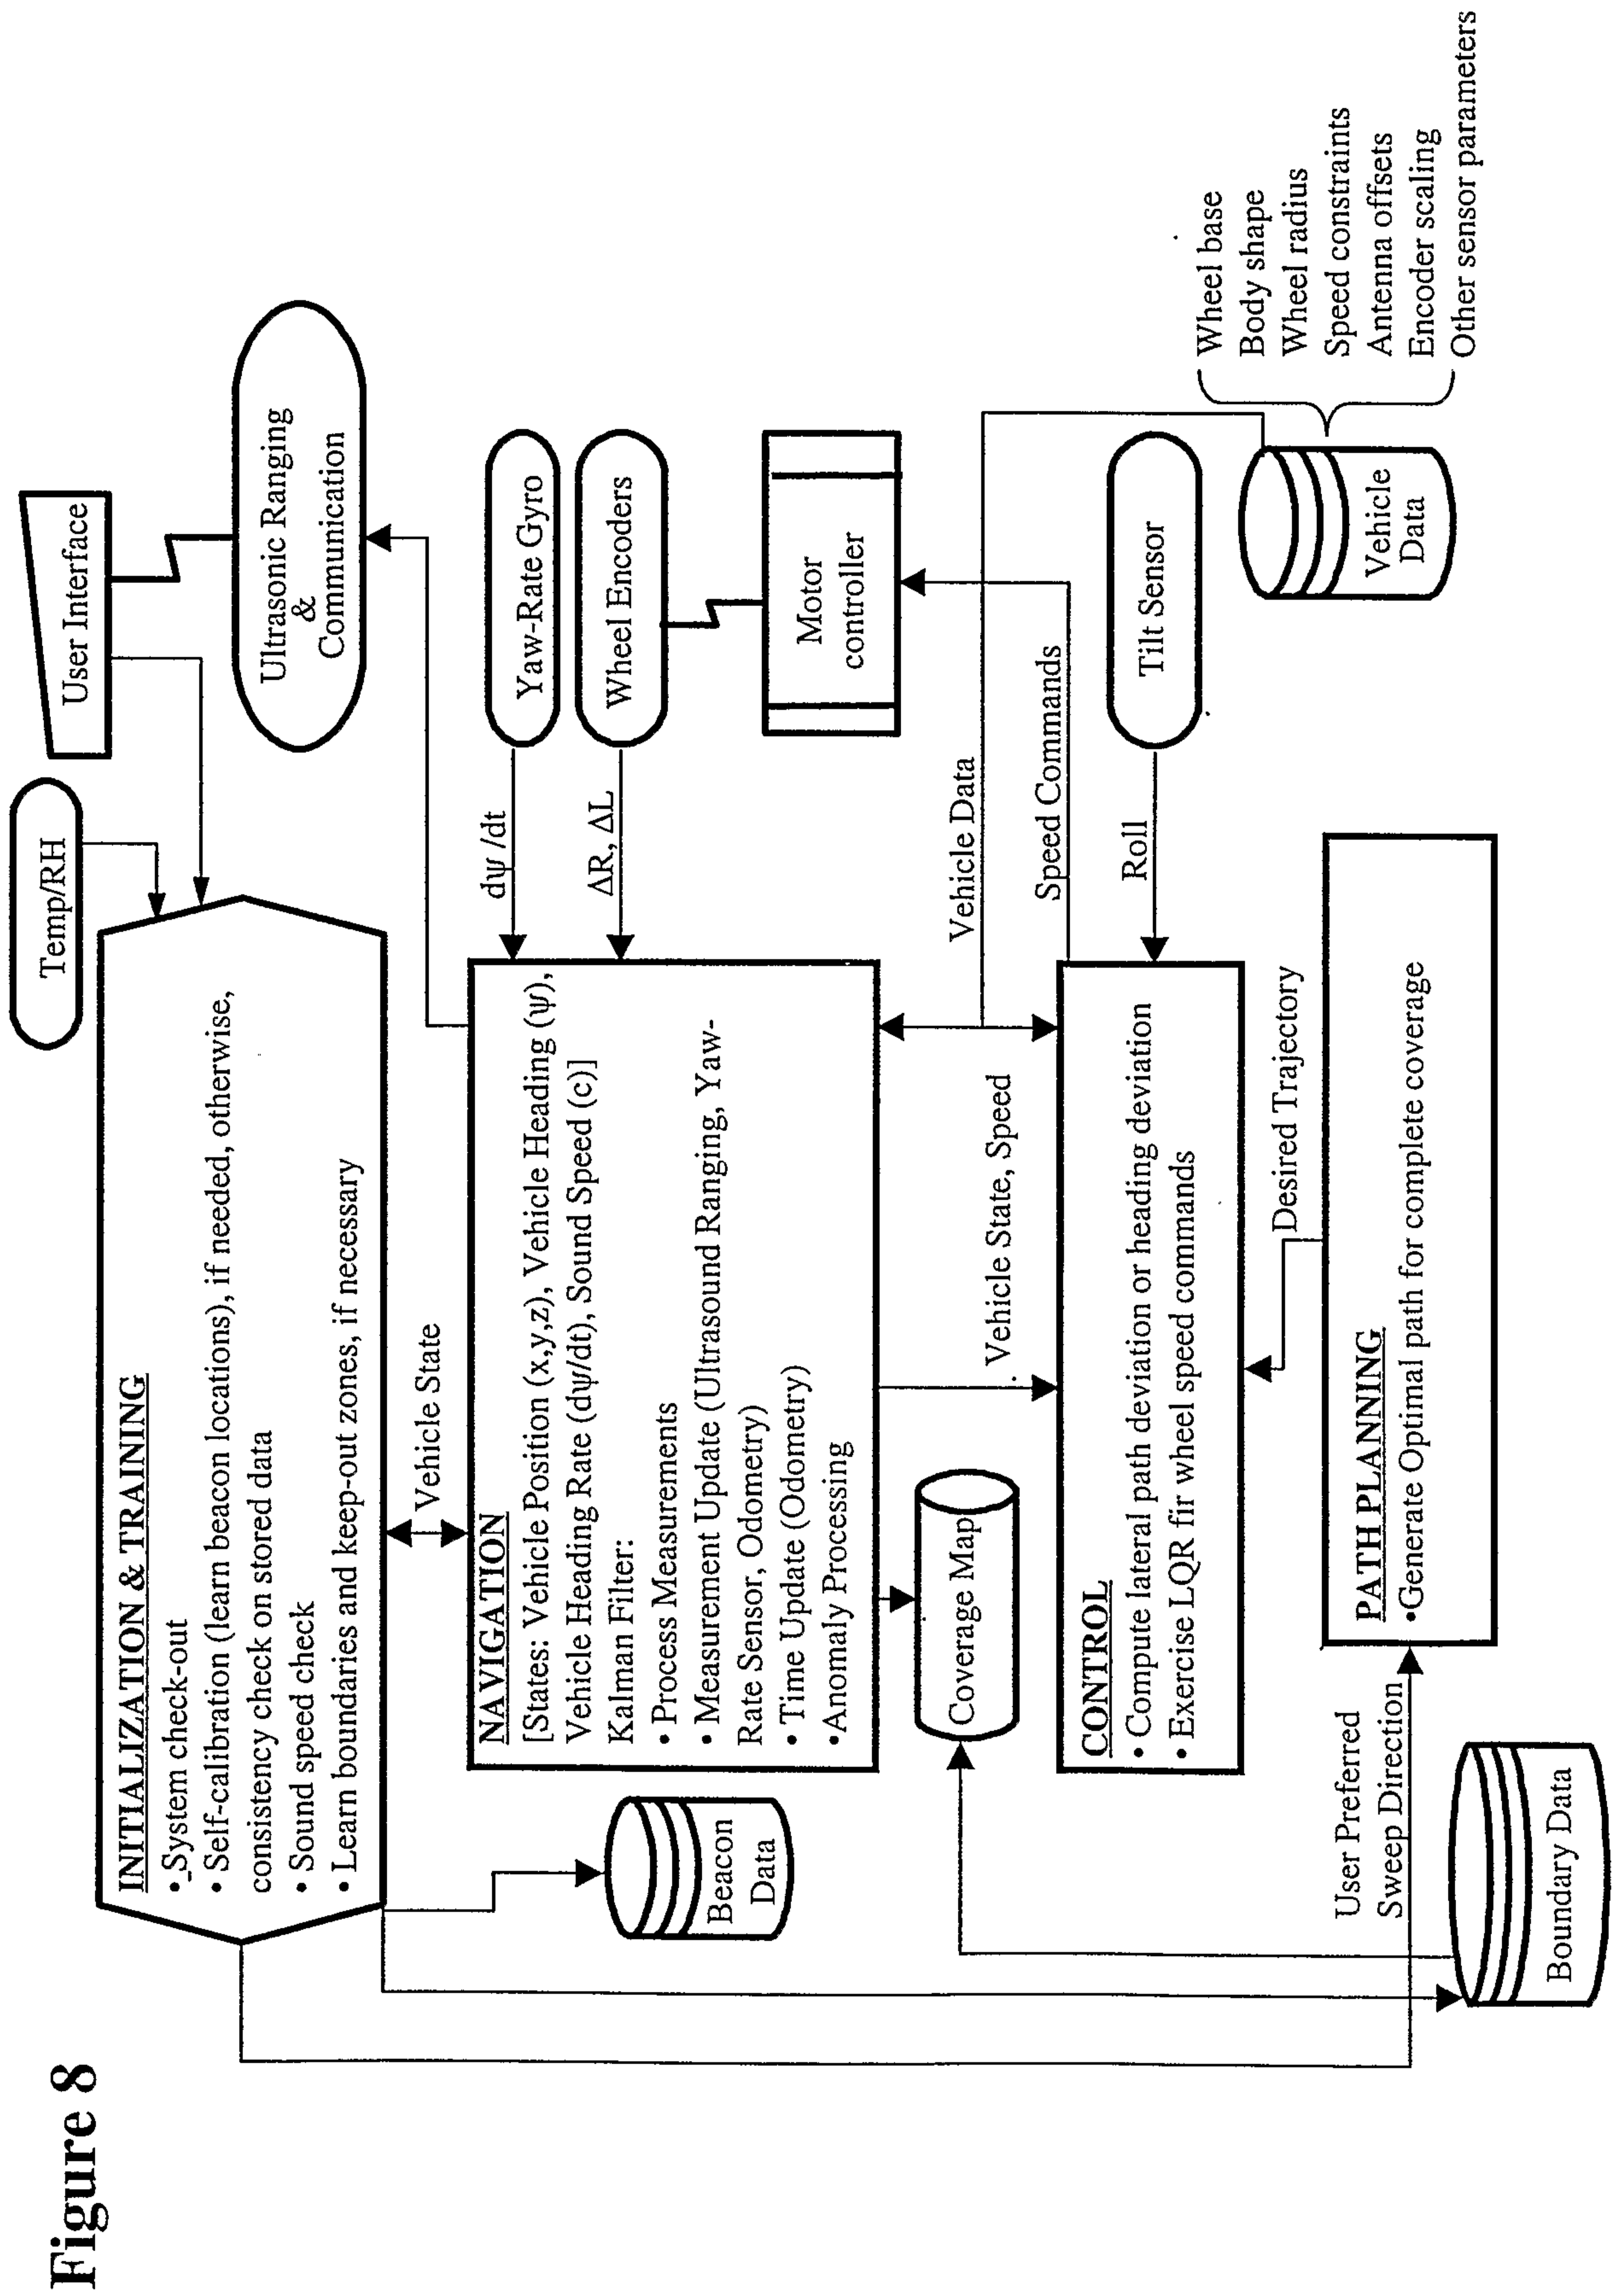 Figure 8
Temp/RH
User Interface
INITIALIZATION & TRAINING
• System check-out
• Self-calibration (learn beacon locations), if needed, otherwise,
consistency check on stored data
• Sound speed check
• Learn boundaries and keep-out zones, if necessary
Ultrasonic Ranging
&
Communication
Vehicle State
NAVIGATION
[States: Vehicle Position (x,y,z), Vehicle Heading (ψ),
Vehicle Heading Rate (dψ/dt), Sound Speed (c)]
Kalman Filter:
• Process Measurements
• Measurement Update (Ultrasound Ranging, Yaw-
Rate Sensor, Odometry)
• Time Update (Odometry)
•Anomaly Processing
dψ /dt
Yaw-Rate Gyro
ΔR, ΔL
Wheel Encoders
Motor
controller
Beacon
Data
Coverage Map
Vehicle State, Speed
Vehicle Data
Speed Commands
CONTROL
• Compute lateral path deviation or heading deviation
• Exercise LQR fir wheel speed commands
Roll
Tilt Sensor
Desired Trajectory
Vehicle
Data
Wheel base
Body shape
Wheel radius
Speed constraints
Antenna offsets
Encoder scaling
Other sensor parameters
User Preferred
Sweep Direction
PATH PLANNING
•Generate Optimal path for complete coverage
Boundary Data